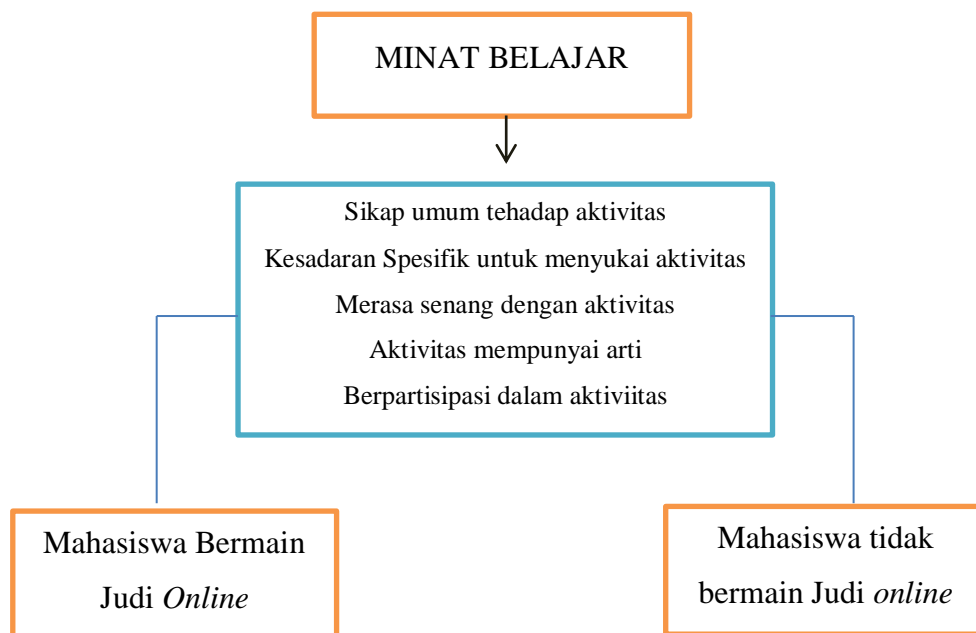 MINAT BELAJAR
Sikap umum tehadap aktivitas
Kesadaran Spesifik untuk menyukai aktivitas
Merasa senang dengan aktivitas
Aktivitas mempunyai arti
Berpartisipasi dalam aktiviitas
Mahasiswa Bermain
Judi Online
Mahasiswa tidak
bermain Judi online